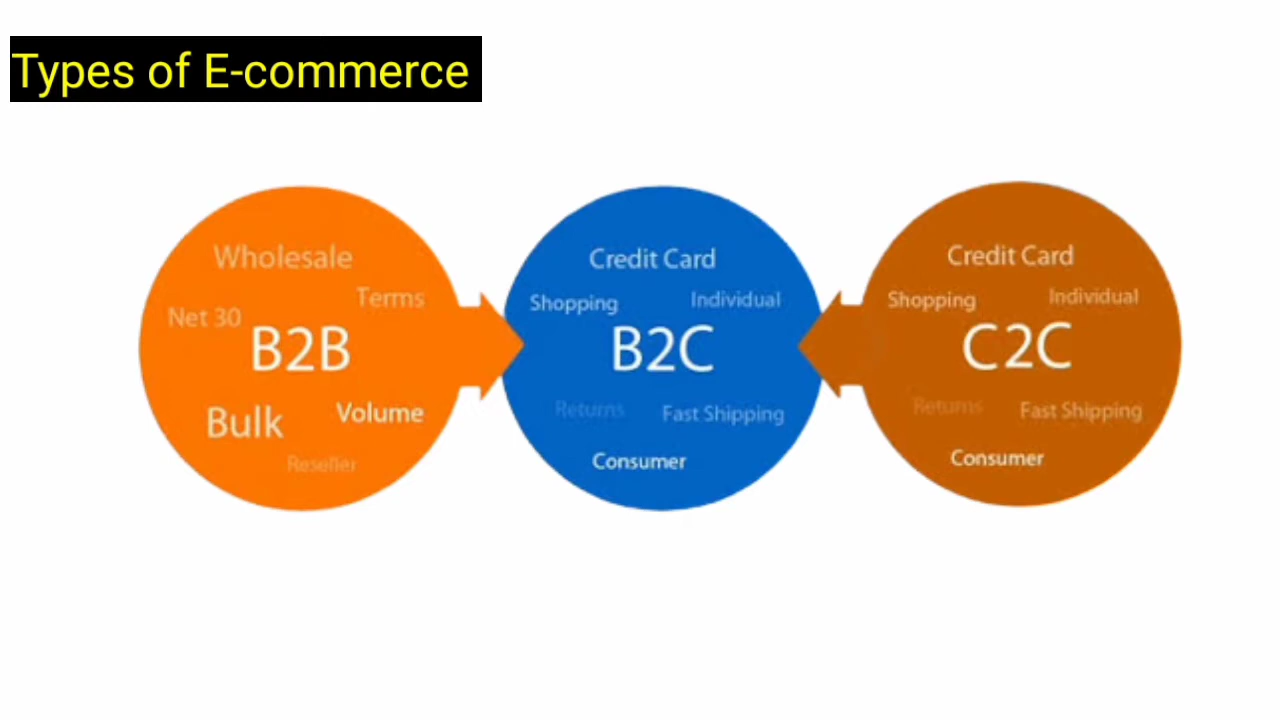 Types of E-commerce
Wholesale
Terms
Net 30
B2B
Bulk
Volume
Reseller
Credit Card
Shopping
Individual
B2C
Returns
Fast Shipping
Consumer
Credit Card
Shopping
Individual
C2C
Returns
Fast Shipping
Consumer